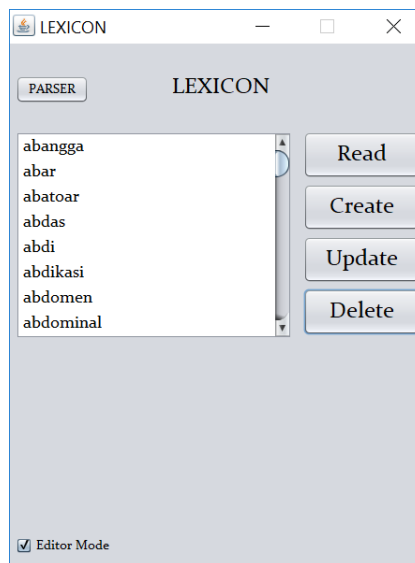 LEXICON
PARSER
LEXICON
abangga
abar
abatoar
abdas
abdi
abdikasi
abdomen
abdominal
Read
Create
Update
Delete
Editor Mode